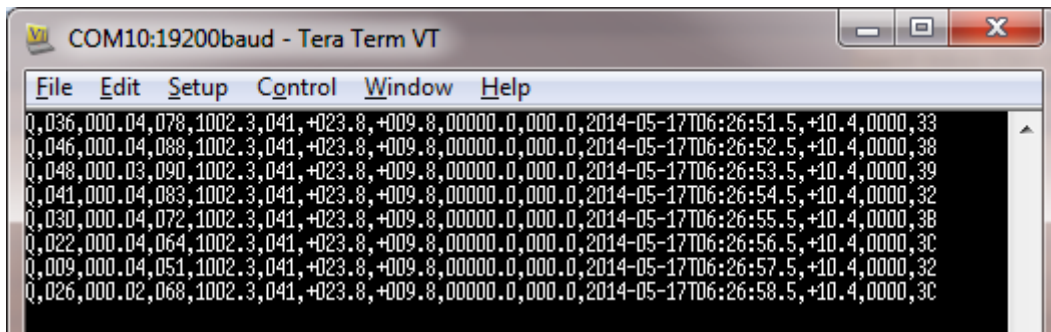 COM10:19200baud - Tera Term VT
File Edit Setup Control Window Help
Q,036,000.04,078,1002.3,041,+023.8,+009.8,00000.0,000.0,2014-05-17T06:26:51.5,+10.4,0000,33
Q,046,000.04,088,1002.3,041,+023.8,+009.8,00000.0,000.0,2014-05-17T06:26:52.5,+10.4,0000,38
Q,048,000.03,090,1002.3,041,+023.8,+009.8,00000.0,000.0,2014-05-17T06:26:53.5,+10.4,0000,39
Q,041,000.04,083,1002.3,041,+023.8,+009.8,00000.0,000.0,2014-05-17T06:26:54.5,+10.4,0000,32
Q,030,000.04,072,1002.3,041,+023.8,+009.8,00000.0,000.0,2014-05-17T06:26:55.5,+10.4,0000,3B
Q,022,000.04,064,1002.3,041,+023.8,+009.8,00000.0,000.0,2014-05-17T06:26:56.5,+10.4,0000,3C
Q,009,000.04,051,1002.3,041,+023.8,+009.8,00000.0,000.0,2014-05-17T06:26:57.5,+10.4,0000,32
Q,026,000.02,068,1002.3,041,+023.8,+009.8,00000.0,000.0,2014-05-17T06:26:58.5,+10.4,0000,3C